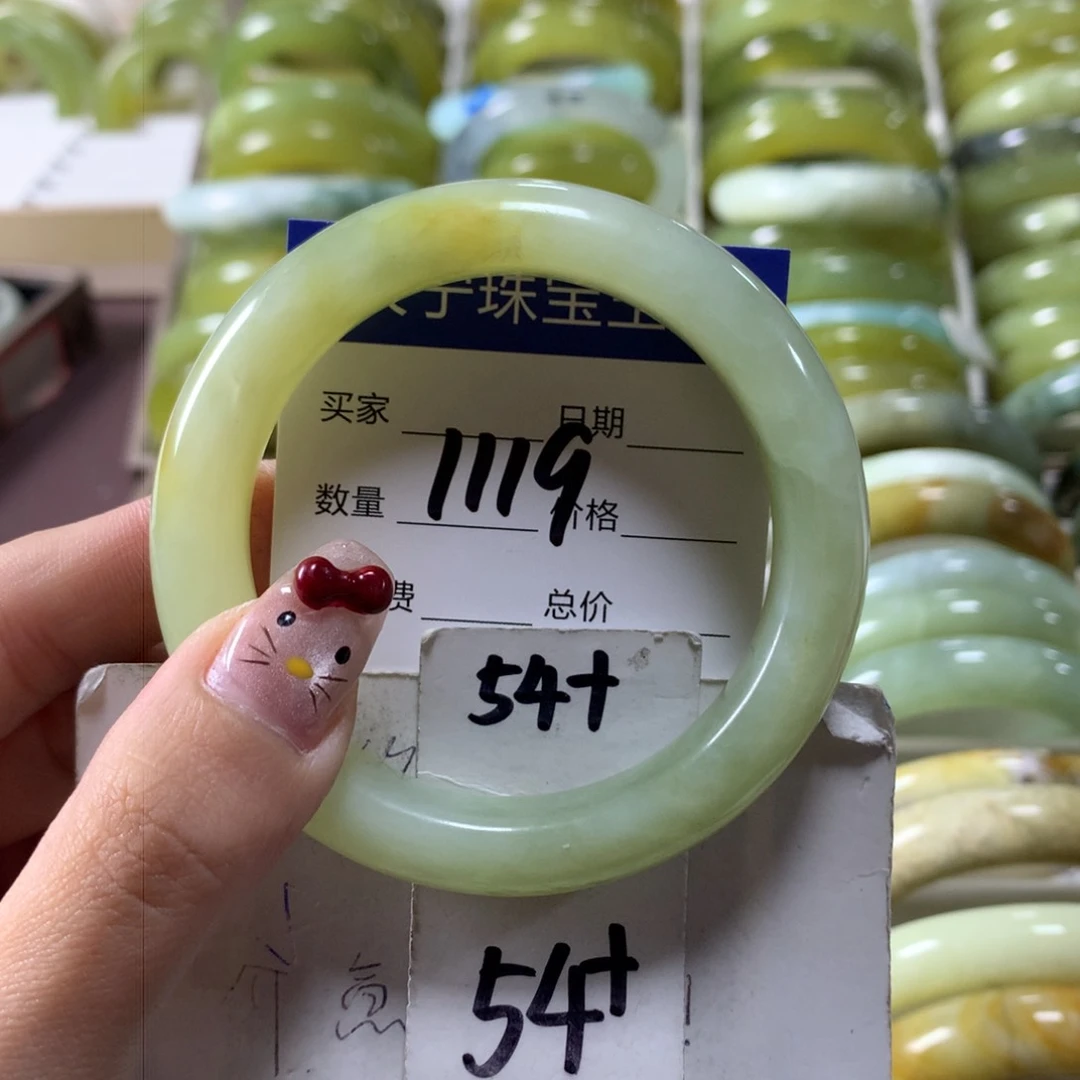 宁珠宝
买家 日期
1119
数量 价格
费 总价
54+
54+